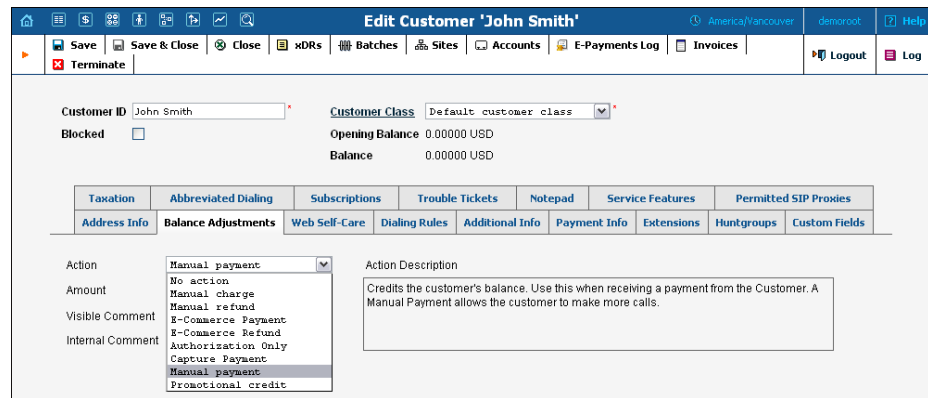 Edit Customer 'John Smith' America/Vancouver demoroot ? Help
Save Save & Close Close xDRs Batches Sites Accounts E-Payments Log Invoices Logout Log
Terminate
Customer ID John Smith * Customer Class Default customer class *
Blocked Opening Balance 0.00000 USD
Balance 0.00000 USD
Taxation Abbreviated Dialing Subscriptions Trouble Tickets Notepad Service Features Permitted SIP Proxies
Address Info Balance Adjustments Web Self-Care Dialing Rules Additional Info Payment Info Extensions Huntgroups Custom Fields
Action Manual payment Action Description
No action
Manual charge
Manual refund
E-Commerce Payment
E-Commerce Refund
Authorization Only
Capture Payment
Manual payment
Promotional credit
Amount
Visible Comment
Internal Comment
Credits the customer's balance. Use this when receiving a payment from the Customer. A
Manual Payment allows the customer to make more calls.